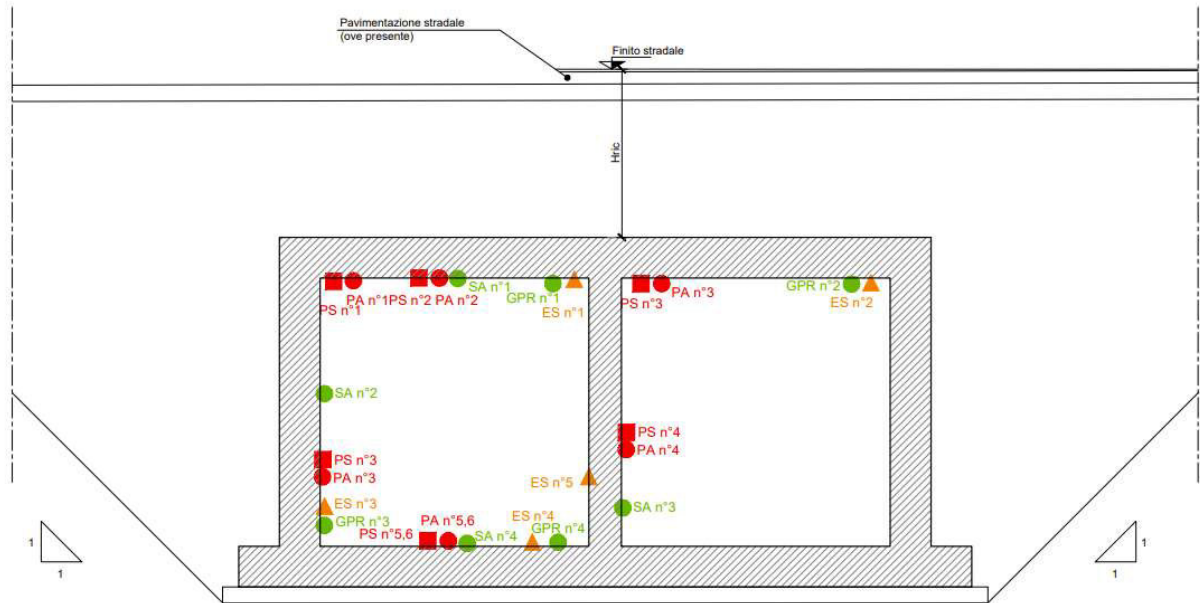 Pavimentazione stradale
(ove presente)
Finito stradale
Hric
SA n°1
GPR n°2
PA n°1
PS n°2
PA n°2
GPR n°1
PA n°3
PS n°1
PS n°3
ES n°1
ES n°2
SA n°2
PS n°4
PA n°4
PS n°3
PA n°3
ES n°5
ES n°3
SA n°3
ES n°4
PA n°5,6
GPR n°3
GPR n°4
PS n°5,6
SA n°4
1
1
1
1